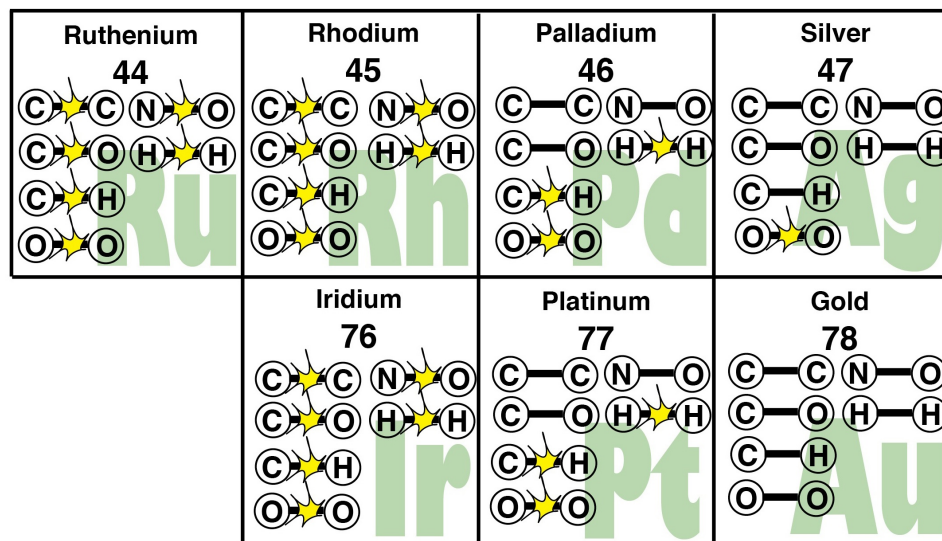 Ruthenium
44
C C N O
C O H H
C H
O O
Ru
Rhodium
45
C C N O
C O H H
C H
O O
Rh
Palladium
46
C C N O
C O H H
C H
O O
Pd
Silver
47
C C N O
C O H H
C H
O O
Ag
Iridium
76
C C N O
C O H H
C H
O O
Ir
Platinum
77
C C N O
C O H H
C H
O O
Pt
Gold
78
C C N O
C O H H
C H
O O
Au